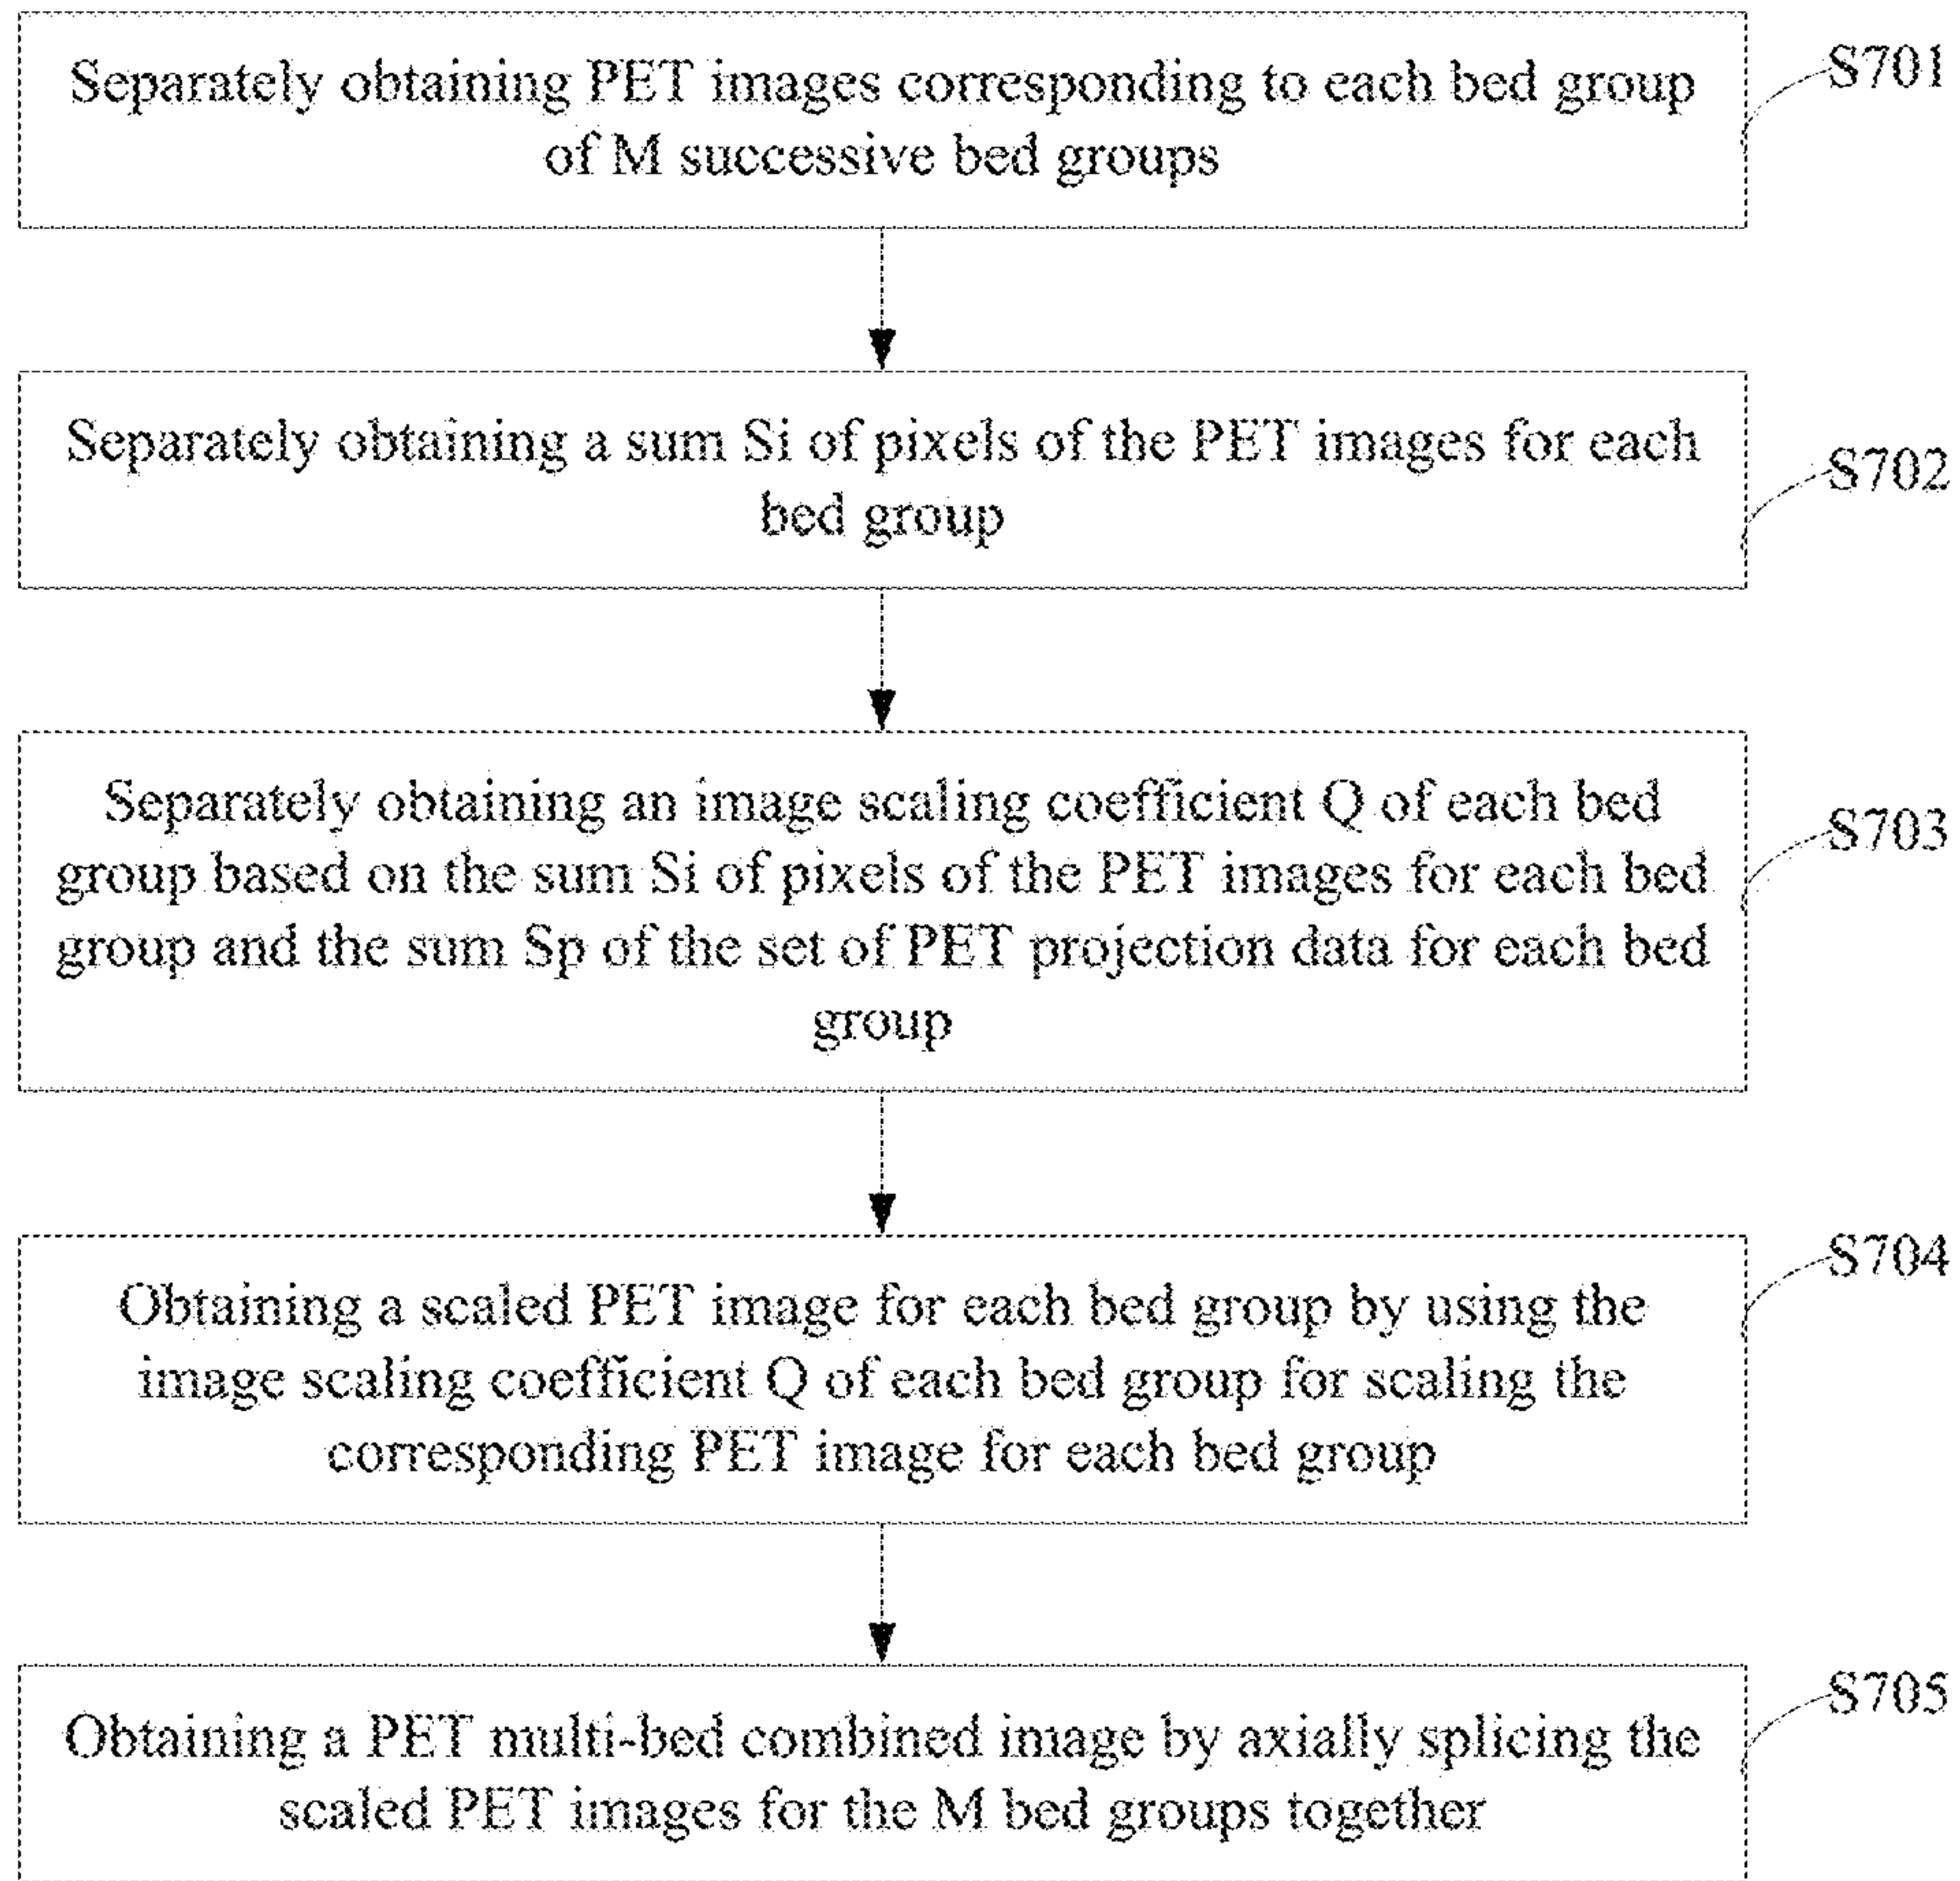 Separately obtaining PET images corresponding to each bed group
of M successive bed groups
S701
Separately obtaining a sum Si of pixels of the PET images for each
bed group
S702
Separately obtaining an image scaling coefficient Q of each bed
group based on the sum Si of pixels of the PET images for each bed
group and the sum Sp of the set of PET projection data for each bed
group
S703
Obtaining a scaled PET image for each bed group by using the
image scaling coefficient Q of each bed group for scaling the
corresponding PET image for each bed group
S704
Obtaining a PET multi-bed combined image by axially splicing the
scaled PET images for the M bed groups together
S705